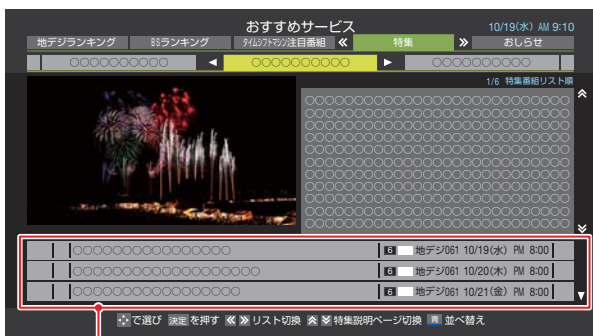 おすすめサービス 10/19(水) AM 9:10
地デジランキング BSランキング タイムシフトマシン注目番組 特集 おしらせ
○○○○○○○○○○ ◀ ○○○○○○○○○○ ▶ ○○○○○○○○○○
1/6 特集番組リスト順
○○○○○○○○○○○○○○○○○○○○○○○○
○○○○○○○○○○○○○○○○○○○○○○○○
○○○○○○○○○○○○○○○○○○○○○○○○
○○○○○○○○○○○○○○○○○○○○○○○○
○○○○○○○○○○○○○○○○○○○○○○○○
○○○○○○○○○○○○○○○○○○○○○○○○
○○○○○○○○○○○○○○○○○○○○○○○○
○○○○○○○○○○○○○○○○○○○○○○○○
○○○○○○○○○○○○○○○○○○○○○○○○
○○○○○○○○○○○○○○○○○○○○○○○○
○○○○○○○○○○○○○○○○○○○○○○○○
○○○○○○○○○○○○○○○○ 6 地デジ061 10/19(水) PM 8:00
○○○○○○○○○○○○○○○○○○○ 6 地デジ061 10/20(木) PM 8:00
○○○○○○○○○○○○○○○○○ 6 地デジ061 10/21(金) PM 8:00
で選び 決定 を押す リスト切換 特集説明ページ切換 青 並べ替え